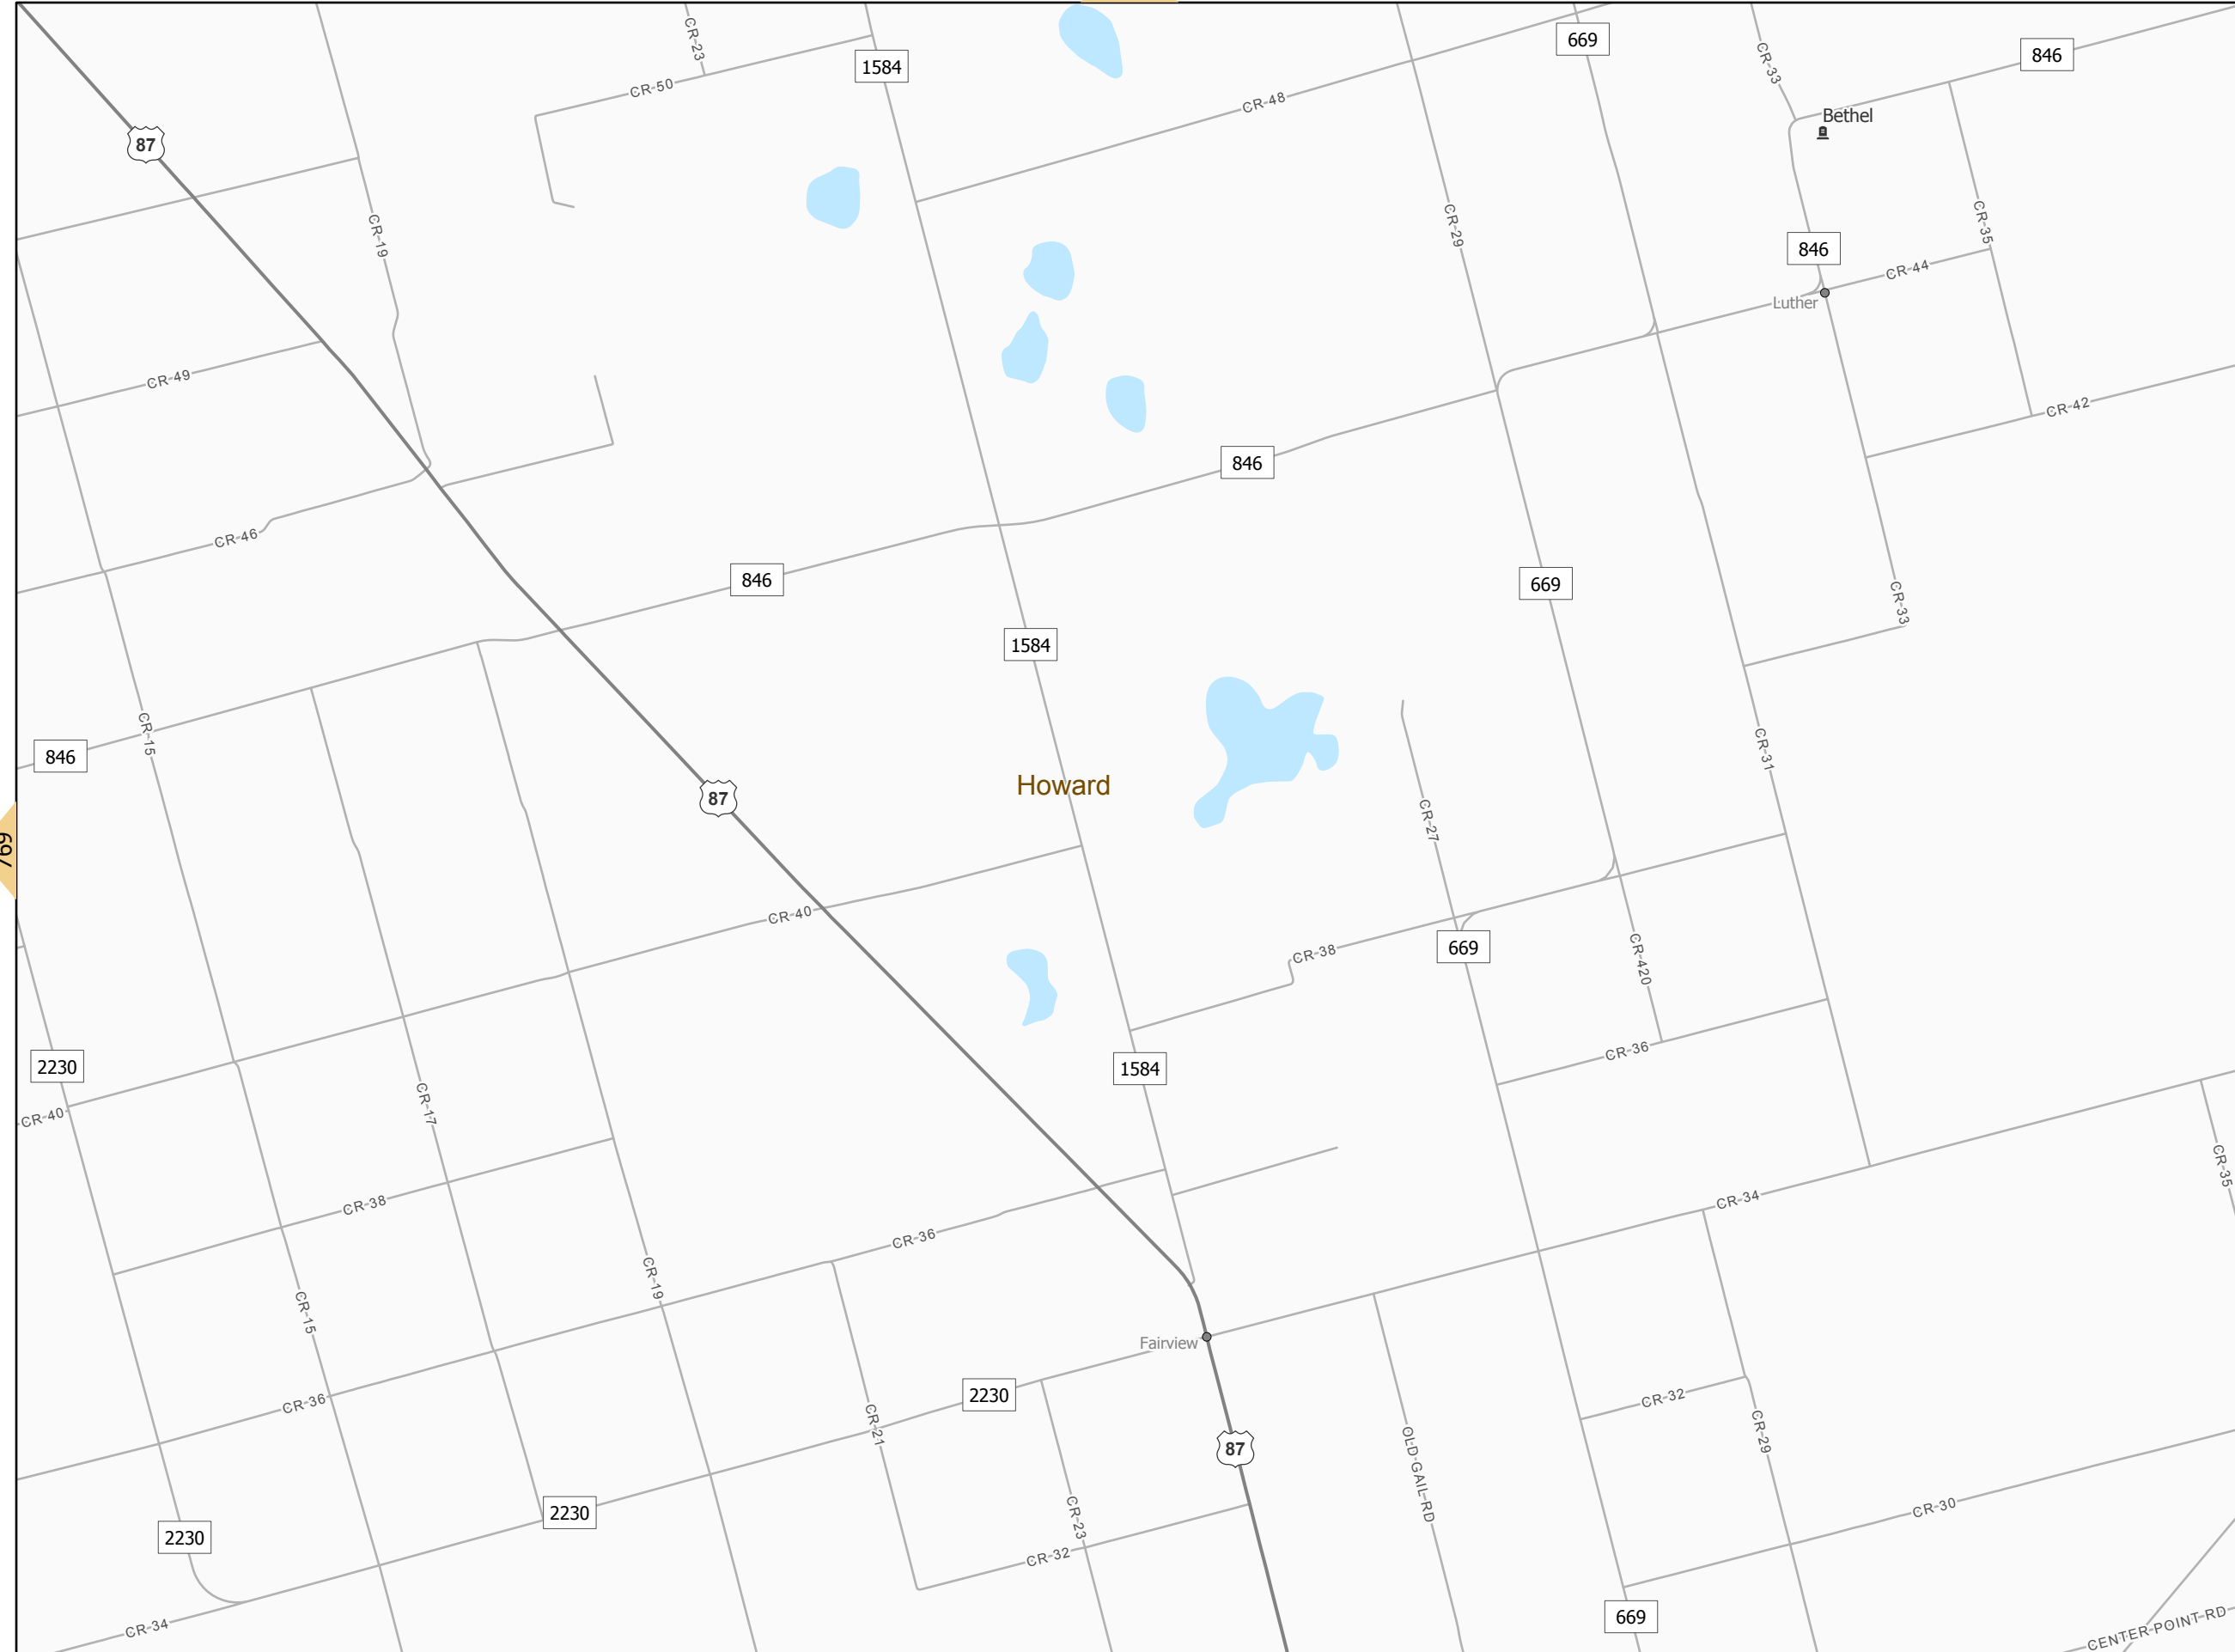 CR-23
669
CR-33
846
1584
CR-50
CR-48
Bethel
87
CR-19
CR-29
CR-35
846
CR-44
Luther
CR-49
CR-42
846
CR-46
846
669
CR-33
1584
CR-15
846
CR-31
Howard
87
CR-27
769
CR-40
669
CR-38
CR-420
CR-36
2230
1584
CR-40
CR-17
CR-38
CR-34
CR-35
CR-36
CR-19
CR-15
Fairview
2230
CR-36
CR-32
CR-21
CR-29
87
OLD GAIL RD
2230
CR-23
CR-30
2230
CR-32
669
CR-34
CENTER POINT RD